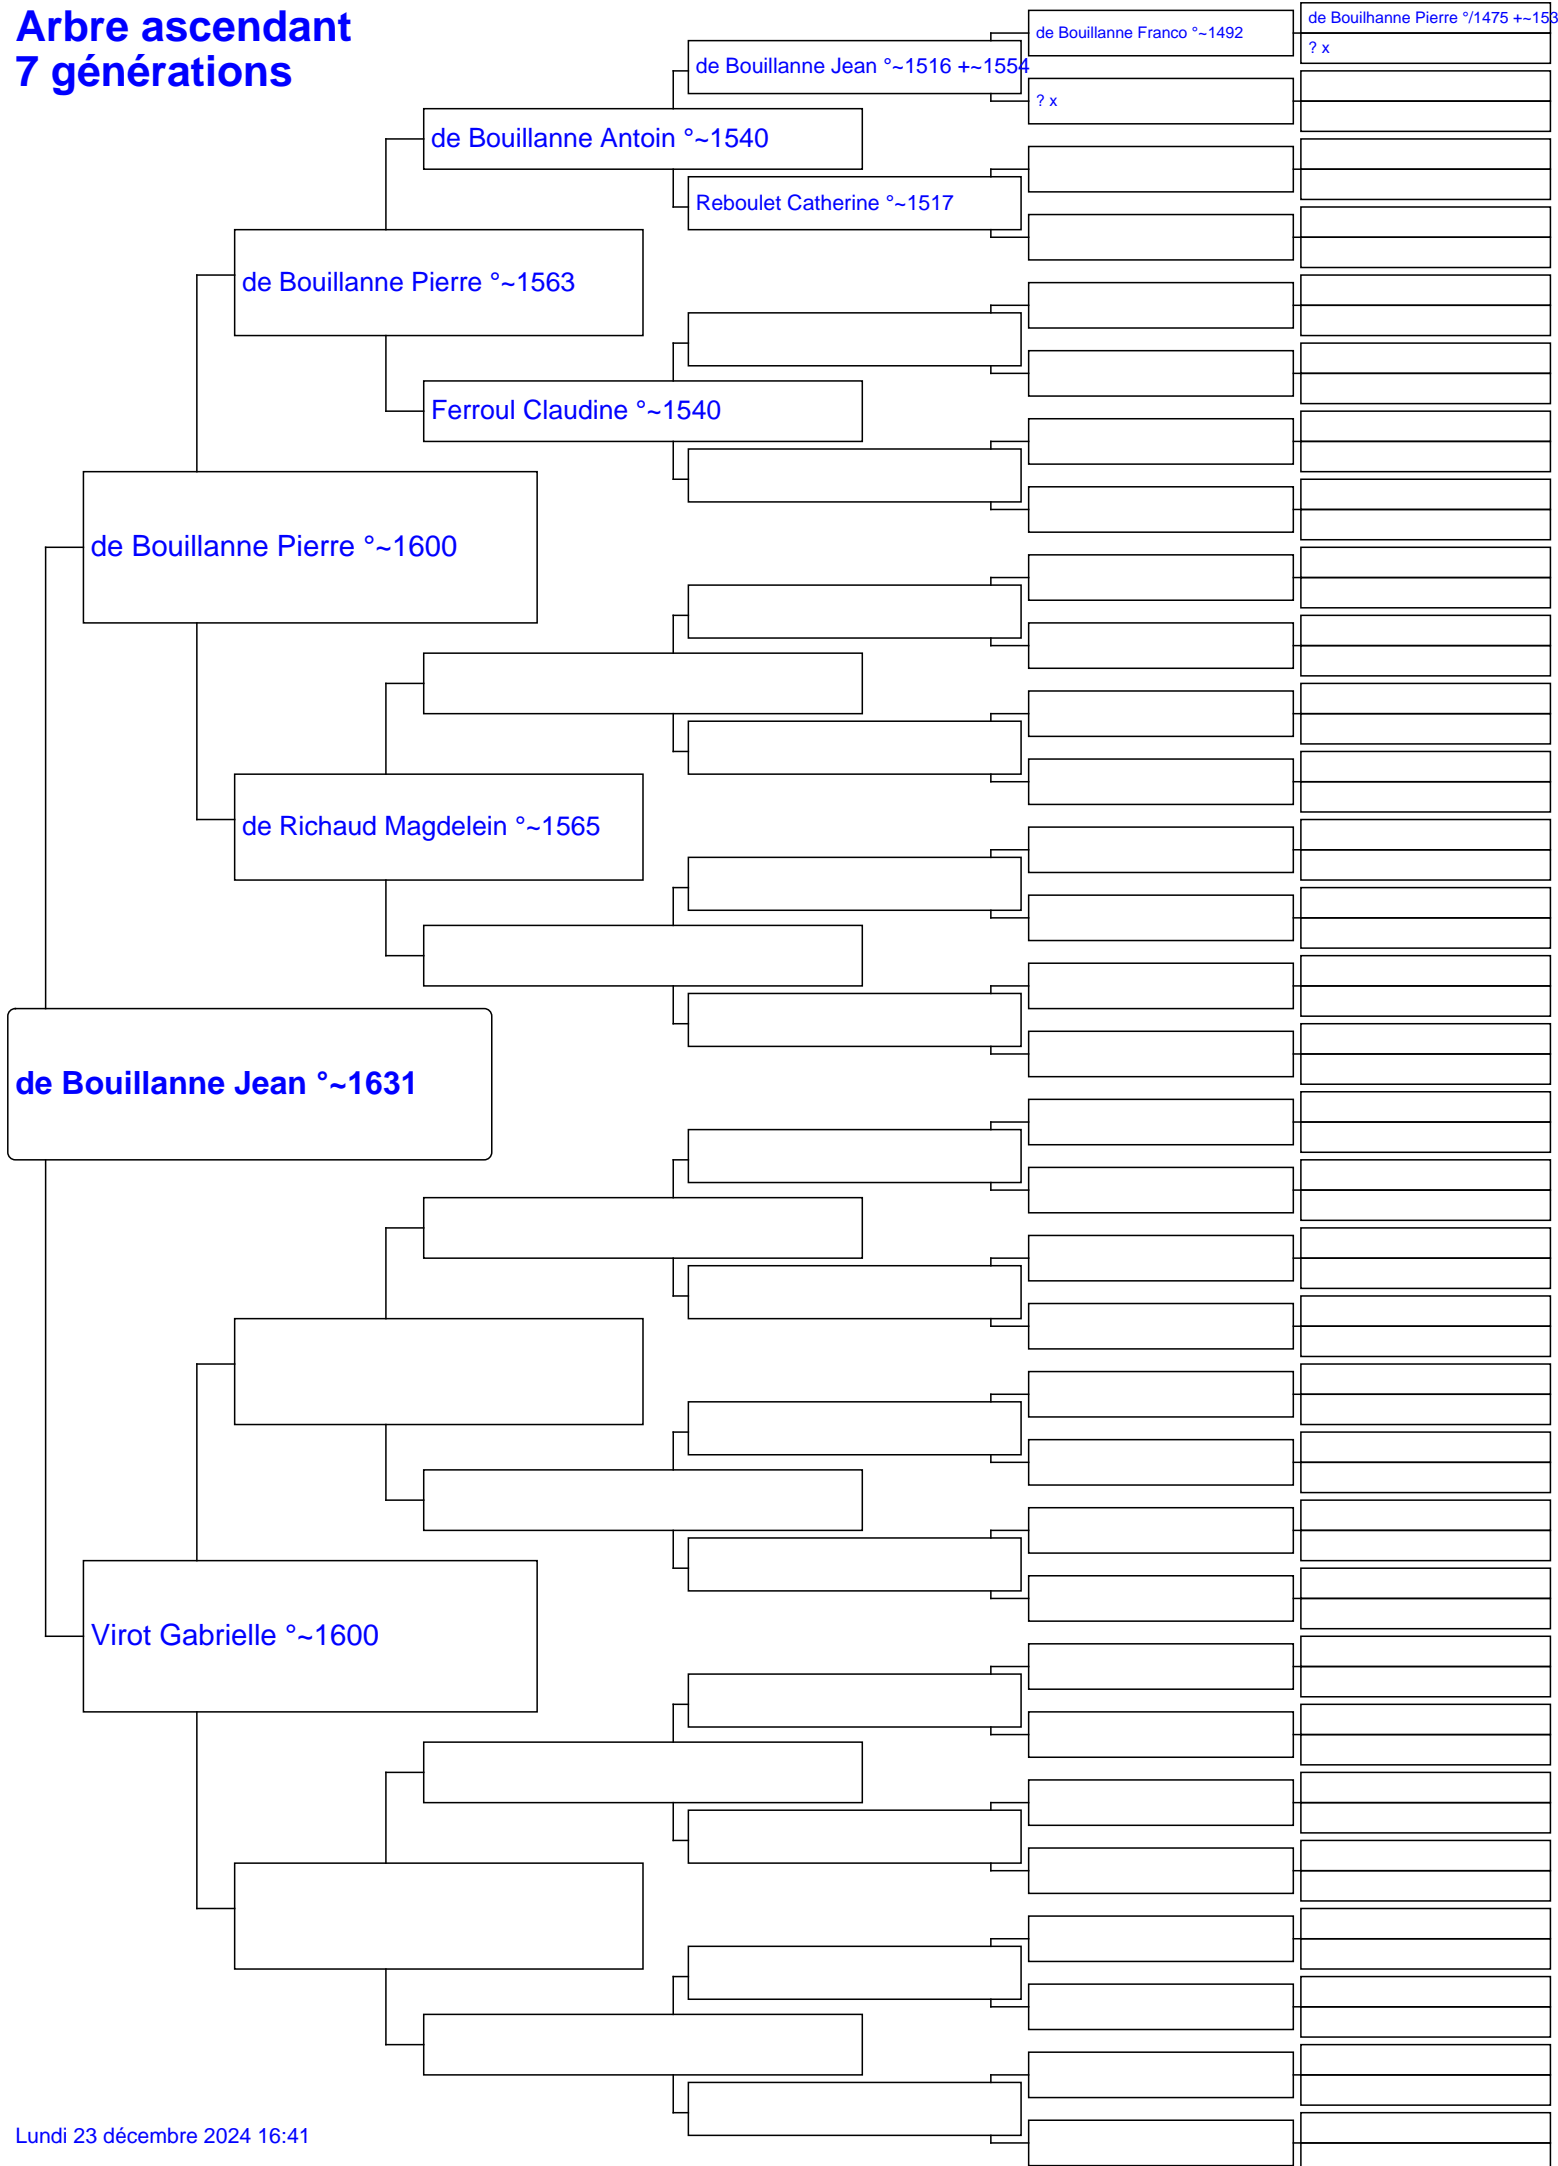 Arbre ascendant
7 générations
de Bouilhanne Pierre °/1475 +~153
de Bouillanne Franco °~1492
? x
de Bouillanne Jean °~1516 +~1554
? x
de Bouillanne Antoin °~1540
Reboulet Catherine °~1517
de Bouillanne Pierre °~1563
Ferroul Claudine °~1540
de Bouillanne Pierre °~1600
de Richaud Magdelein °~1565
de Bouillanne Jean °~1631
Virot Gabrielle °~1600
Lundi 23 décembre 2024 16:41